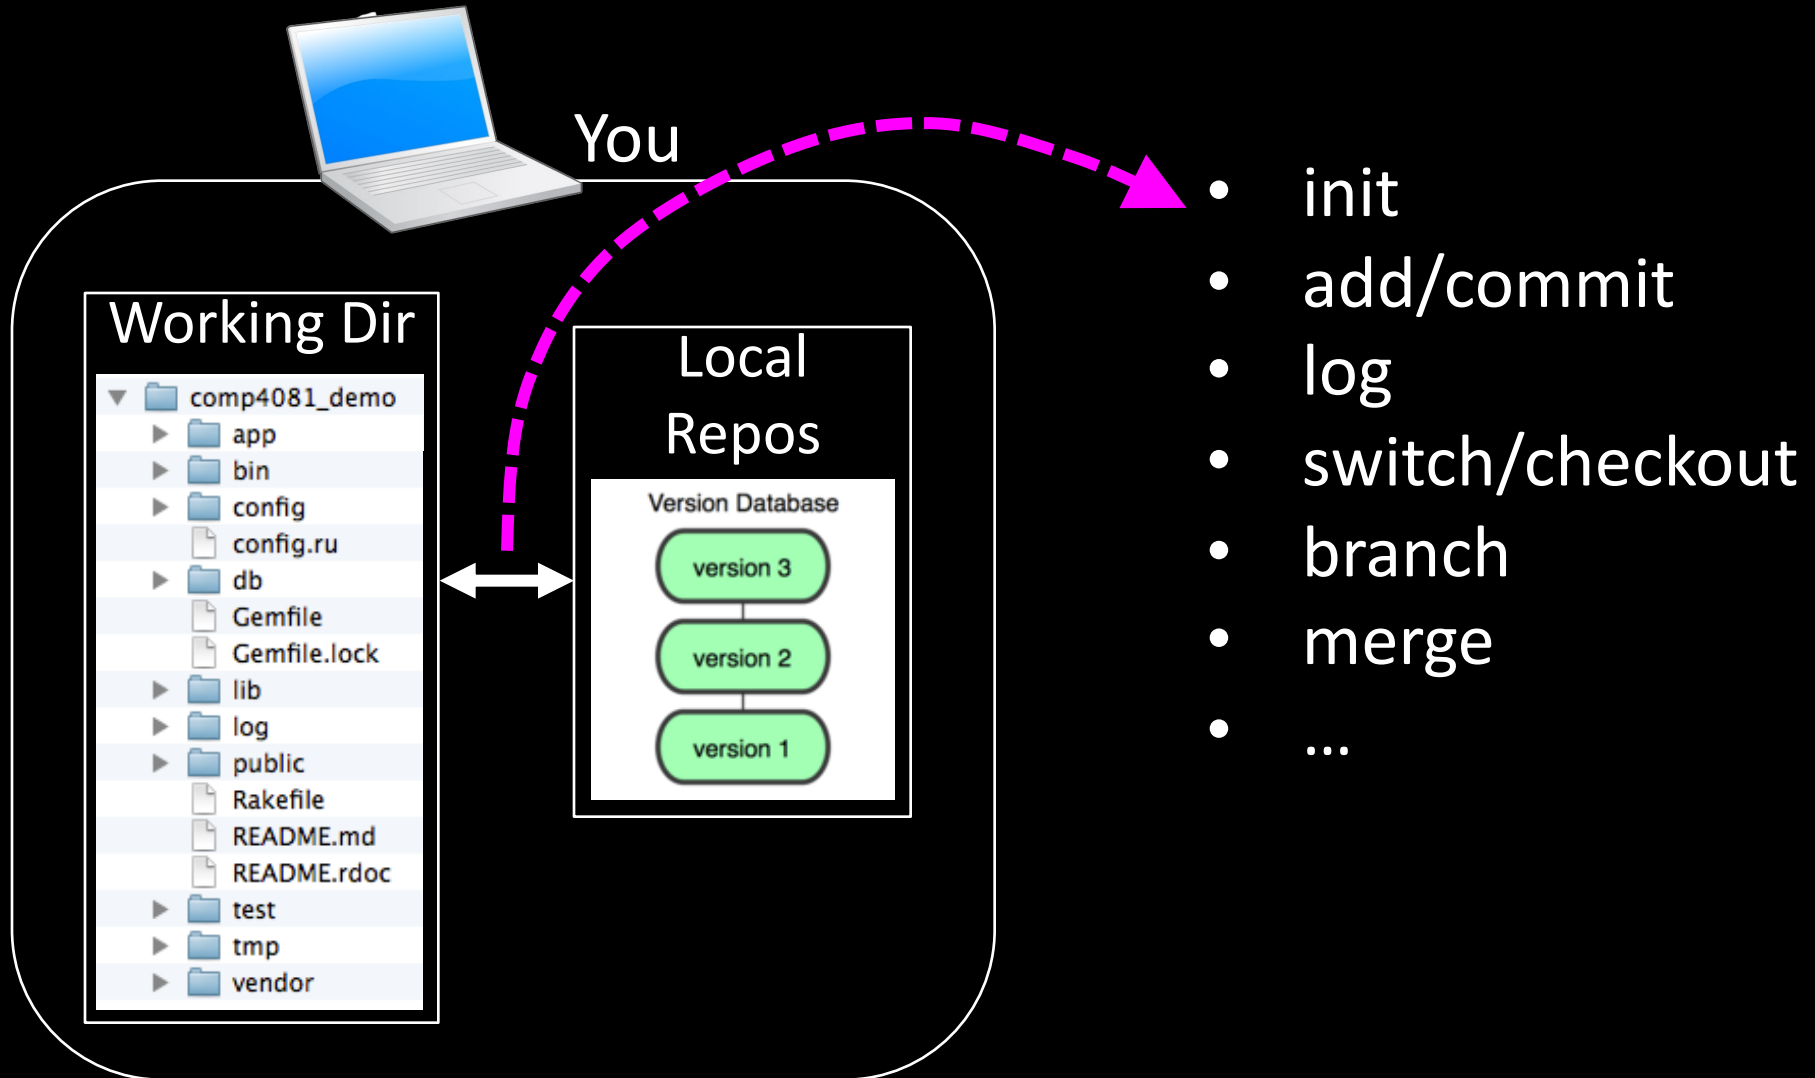 You
Working Dir
comp4081_demo
app
bin
config
config.ru
db
Gemfile
Gemfile.lock
lib
log
public
Rakefile
README.md
README.rdoc
test
tmp
vendor
Local
Repos
Version Database
version 3
version 2
version 1
• init
• add/commit
• log
• switch/checkout
• branch
• merge
• ...